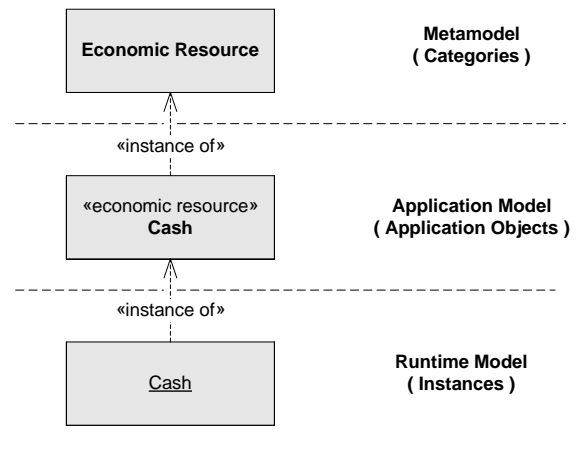 Economic Resource
Metamodel
( Categories )
«instance of»
«economic resource»
Cash
Application Model
( Application Objects )
«instance of»
Cash
Runtime Model
( Instances )